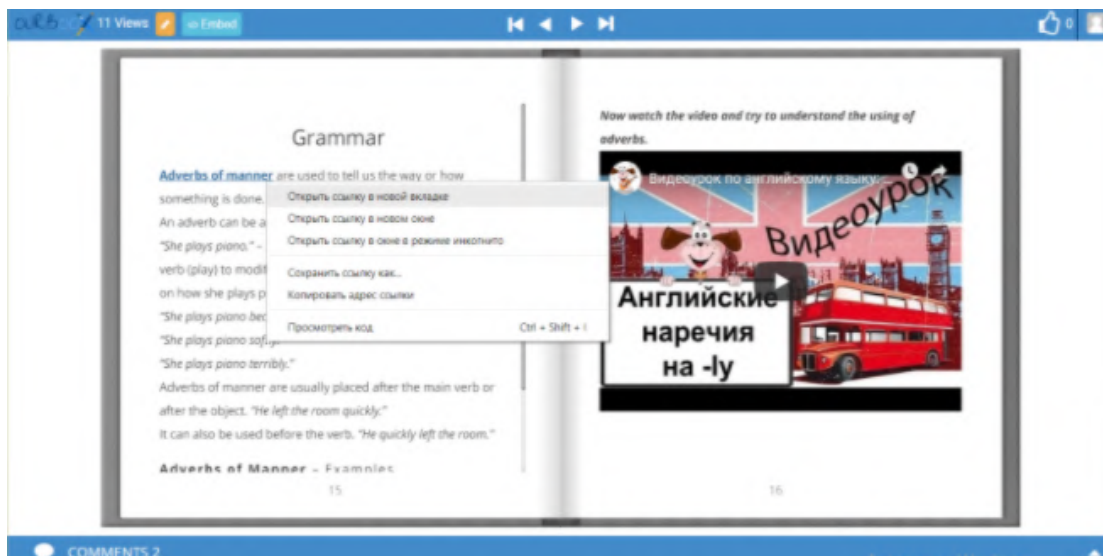 ourboox 11 Views Embed 0
Grammar
Adverbs of manner are used to tell us the way or how
something is done.
An adverb can be a
"She plays piano." –
verb (play) to modif
on how she plays p
"She plays piano bea
"She plays piano softly."
"She plays piano terribly."
Adverbs of manner are usually placed after the main verb or
after the object. "He left the room quickly."
It can also be used before the verb. "He quickly left the room."
Adverbs of Manner – Examples
15
Открыть ссылку в новой вкладке
Открыть ссылку в новом окне
Открыть ссылку в окне в режиме инкогнито
Сохранить ссылку как...
Копировать адрес ссылки
Просмотреть код Ctrl + Shift + I
Now watch the video and try to understand the using of
adverbs.
Видеоурок по английскому языку:
Видеоурок
Английские
наречия
на -ly
16
COMMENTS 2